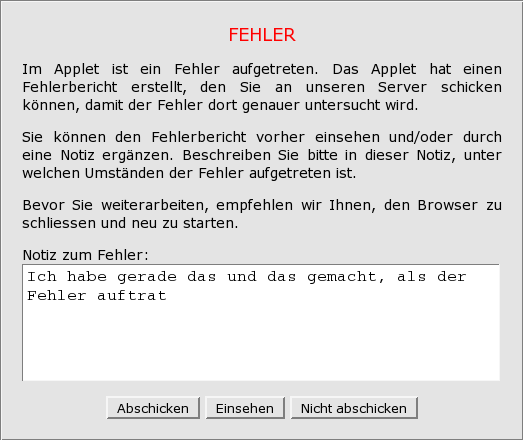 FEHLER
Im Applet ist ein Fehler aufgetreten. Das Applet hat einen
Fehlerbericht erstellt, den Sie an unseren Server schicken
können, damit der Fehler dort genauer untersucht wird.
Sie können den Fehlerbericht vorher einsehen und/oder durch
eine Notiz ergänzen. Beschreiben Sie bitte in dieser Notiz, unter
welchen Umständen der Fehler aufgetreten ist.
Bevor Sie weiterarbeiten, empfehlen wir Ihnen, den Browser zu
schliessen und neu zu starten.
Notiz zum Fehler:
Ich habe gerade das und das gemacht, als der
Fehler auftrat
Abschicken Einsehen Nicht abschicken